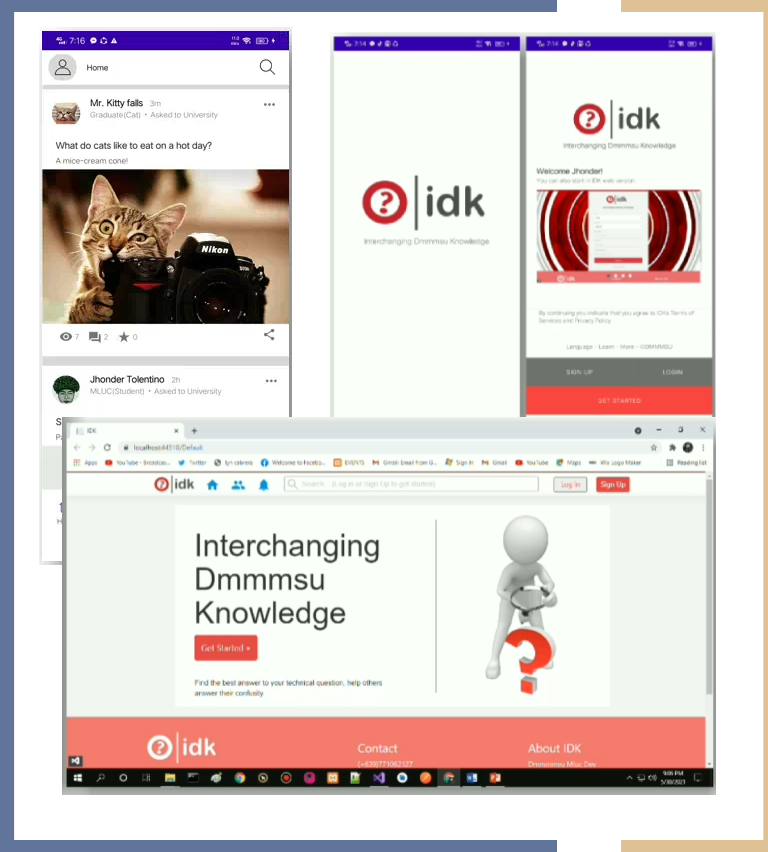 7:16
Home
Mr. Kitty falls 3m
Graduate(Cat) • Asked to University
What do cats like to eat on a hot day?
A mice-cream cone!
Nikon
7 2 0
Jhonder Tolentino 2h
MLUC(Student) • Asked to University
7:14
idk
Interchanging Dmmmsu Knowledge
7:14
idk
Interchanging Dmmmsu Knowledge
Welcome Jhonder!
You can also start in IDK web version
idk
By continuing you indicate that you agree to
Services and Privacy Policy
Language - Learn - More - ©DMMMSU
SIGN UP LOGIN
GET STARTED
IDK
localhost:44310/Default
Apps YouTube - Broadcas... Twitter lyn cabrera Welcome to Facebo... EVENTS Gmail: Email from G... Sign In Gmail YouTube Maps Wix Logo Maker Reading list
idk Search.. (Log in or Sign Up to get started) Log in Sign Up
Interchanging
Dmmmsu
Knowledge
Get Started »
Find the best answer to your technical question, help others
answer their confusity
idk Contact About IDK
(+639)771062127 Dmmmsu Mluc Dev
9:06 PM
5/30/2021